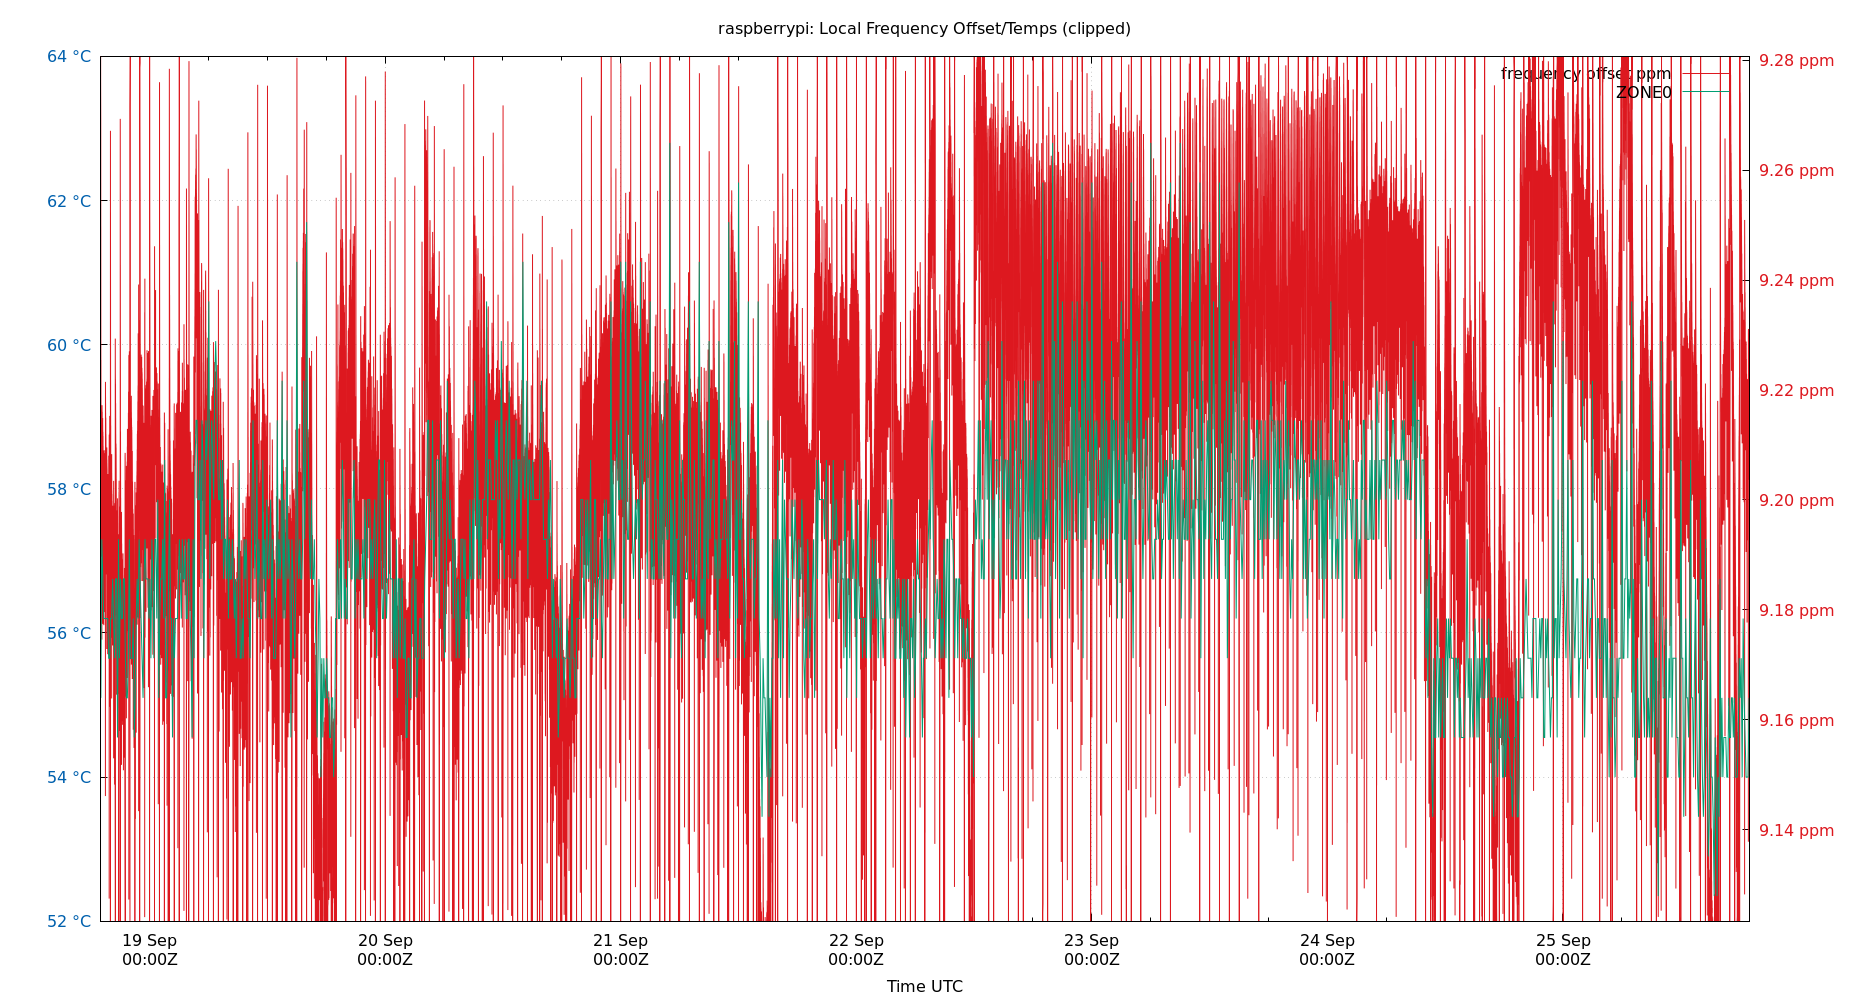 raspberrypi: Local Frequency Offset/Temps (clipped)
64 °C
62 °C
60 °C
58 °C
56 °C
54 °C
52 °C
9.28 ppm
9.26 ppm
9.24 ppm
9.22 ppm
9.20 ppm
9.18 ppm
9.16 ppm
9.14 ppm
frequency offset ppm
ZONE0
19 Sep
00:00Z
20 Sep
00:00Z
21 Sep
00:00Z
22 Sep
00:00Z
23 Sep
00:00Z
24 Sep
00:00Z
25 Sep
00:00Z
Time UTC